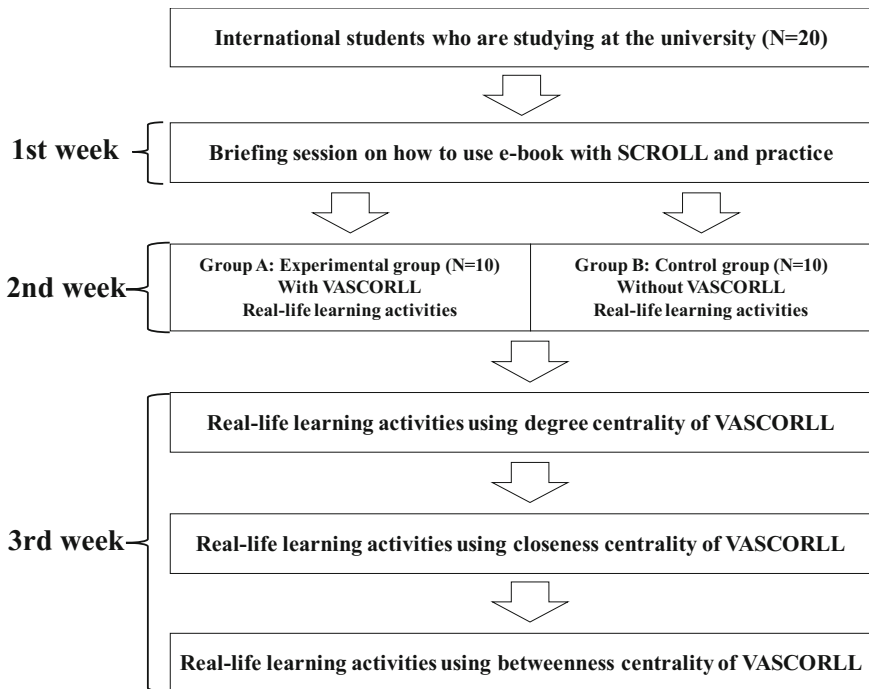 International students who are studying at the university (N=20)
1st week
Briefing session on how to use e-book with SCROLL and practice
2nd week
Group A: Experimental group (N=10)
With VASCORLL
Real-life learning activities
Group B: Control group (N=10)
Without VASCORLL
Real-life learning activities
3rd week
Real-life learning activities using degree centrality of VASCORLL
Real-life learning activities using closeness centrality of VASCORLL
Real-life learning activities using betweenness centrality of VASCORLL